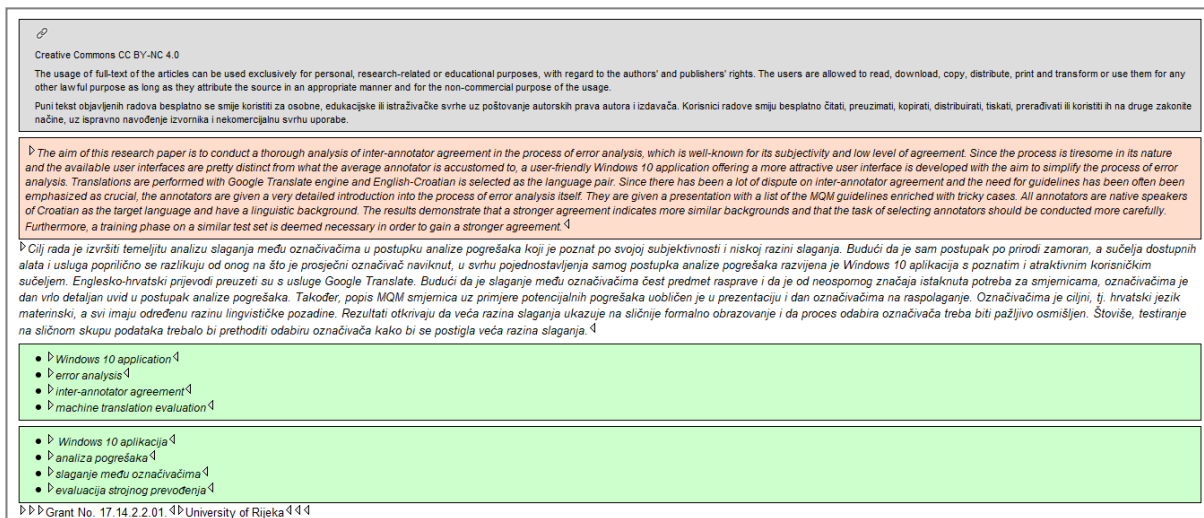 Creative Commons CC BY-NC 4.0
The usage of full-text of the articles can be used exclusively for personal, research-related or educational purposes, with regard to the authors' and publishers' rights. The users are allowed to read, download, copy, distribute, print and transform or use them for any
other lawful purpose as long as they attribute the source in an appropriate manner and for the non-commercial purpose of the usage.
Puni tekst objavljenih radova besplatno se smije koristiti za osobne, edukacijske ili istraživačke svrhe uz poštovanje autorskih prava autora i izdavača. Korisnici radove smiju besplatno čitati, preuzimati, kopirati, distribuirati, tiskati, prerađivati ili koristiti ih na druge zakonite
načine, uz ispravno navođenje izvornika i nekomercijalnu svrhu uporabe.
The aim of this research paper is to conduct a thorough analysis of inter-annotator agreement in the process of error analysis, which is well-known for its subjectivity and low level of agreement. Since the process is tiresome in its nature
and the available user interfaces are pretty distinct from what the average annotator is accustomed to, a user-friendly Windows 10 application offering a more attractive user interface is developed with the aim to simplify the process of error
analysis. Translations are performed with Google Translate engine and English-Croatian is selected as the language pair. Since there has been a lot of dispute on inter-annotator agreement and the need for guidelines has been often been
emphasized as crucial, the annotators are given a very detailed introduction into the process of error analysis itself. They are given a presentation with a list of the MQM guidelines enriched with tricky cases. All annotators are native speakers
of Croatian as the target language and have a linguistic background. The results demonstrate that a stronger agreement indicates more similar backgrounds and that the task of selecting annotators should be conducted more carefully.
Furthermore, a training phase on a similar test set is deemed necessary in order to gain a stronger agreement.
Cilj rada je izvršiti temeljitu analizu slaganja među označivačima u postupku analize pogrešaka koji je poznat po svojoj subjektivnosti i niskoj razini slaganja. Budući da je sam postupak po prirodi zamoran, a sučelja dostupnih
alata i usluga poprilično se razlikuju od onog na što je prosječni označivač naviknut, u svrhu pojednostavljenja samog postupka analize pogrešaka razvijena je Windows 10 aplikacija s poznatim i atraktivnim korisničkim
sučeljem. Englesko-hrvatski prijevodi preuzeti su s usluge Google Translate. Budući da je slaganje među označivačima čest predmet rasprave i da je od neospornog značaja istaknuta potreba za smjernicama, označivačima je
dan vrlo detaljan uvid u postupak analize pogrešaka. Također, popis MQM smjernica uz primjere potencijalnih pogrešaka uobličen je u prezentaciju i dan označivačima na raspolaganje. Označivačima je ciljni, tj. hrvatski jezik
materinski, a svi imaju određenu razinu lingvističke pozadine. Rezultati otkrivaju da veća razina slaganja ukazuje na sličnije formalno obrazovanje i da proces odabira označivača treba biti pažljivo osmišljen. Štoviše, testiranje
na sličnom skupu podataka trebalo bi prethoditi odabiru označivača kako bi se postigla veća razina slaganja.
Windows 10 application
error analysis
inter-annotator agreement
machine translation evaluation
Windows 10 aplikacija
analiza pogrešaka
slaganje među označivačima
evaluacija strojnog prevođenja
Grant No. 17.14.2.2.01. University of Rijeka